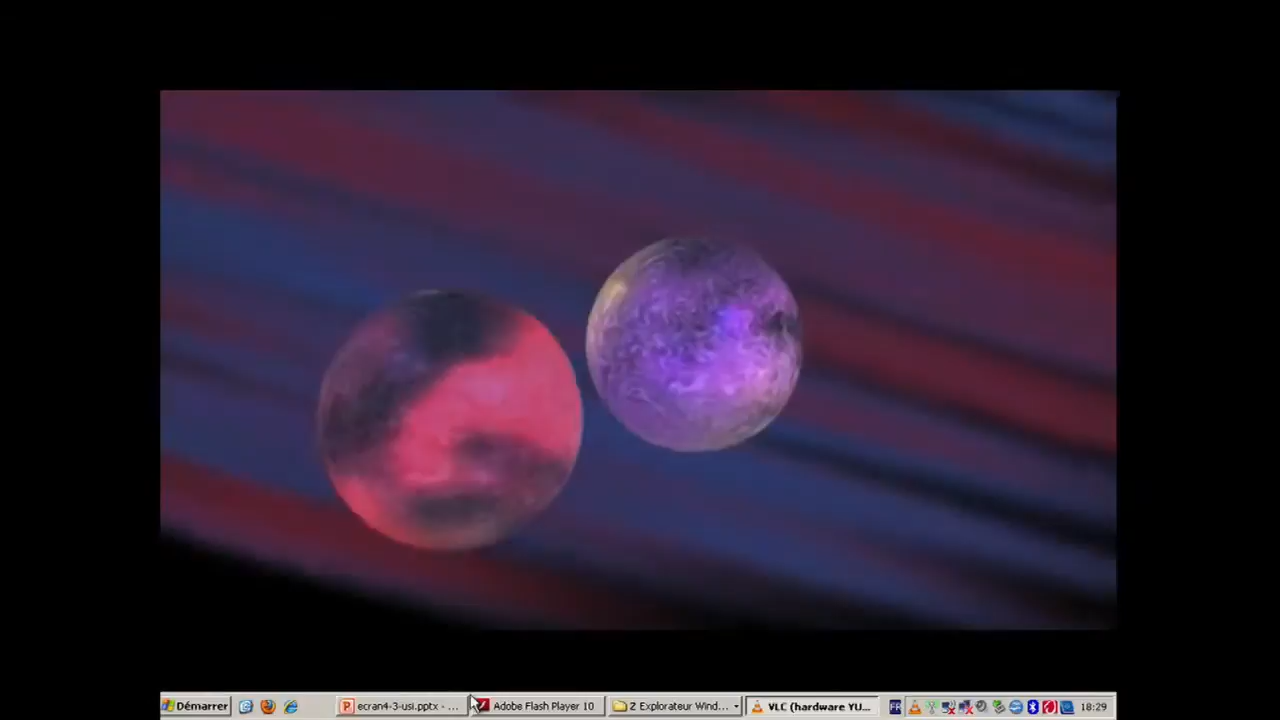 Démarrer
ecran4-3-usi.pptx - ...
Adobe Flash Player 10
2 Explorateur Wind...
VLC (hardware YU...
FR
18:29